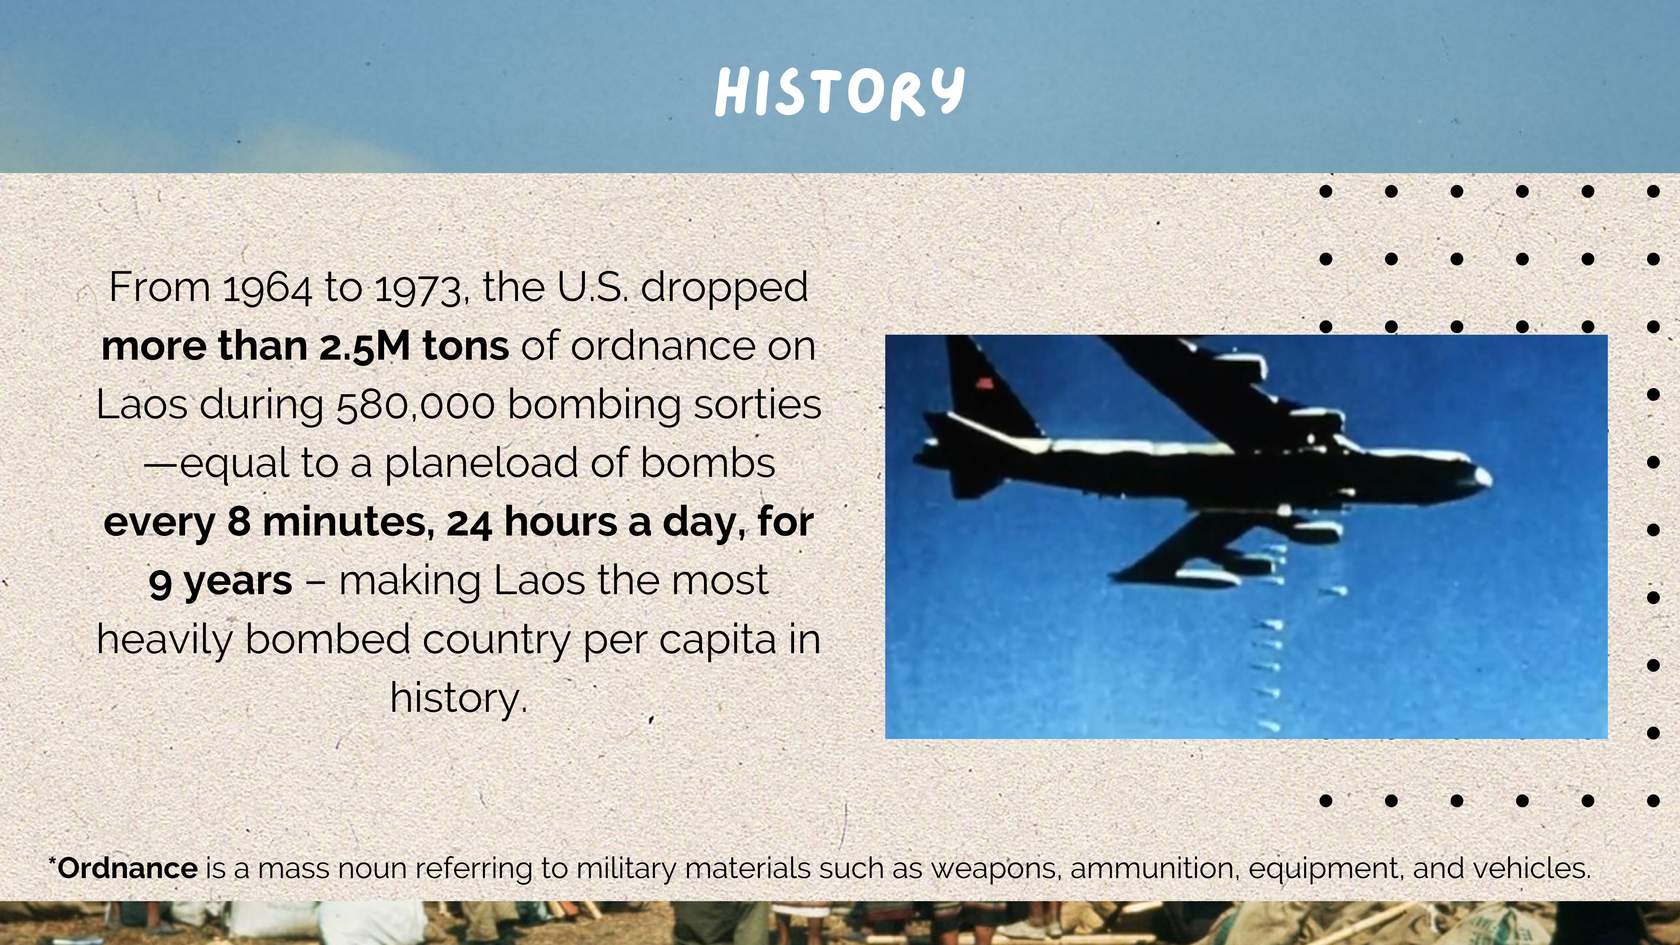 HISTORY
From 1964 to 1973, the U.S. dropped
more than 2.5M tons of ordnance on
Laos during 580,000 bombing sorties
—equal to a planeload of bombs
every 8 minutes, 24 hours a day, for
9 years – making Laos the most
heavily bombed country per capita in
history.
*Ordnance is a mass noun referring to military materials such as weapons, ammunition, equipment, and vehicles.